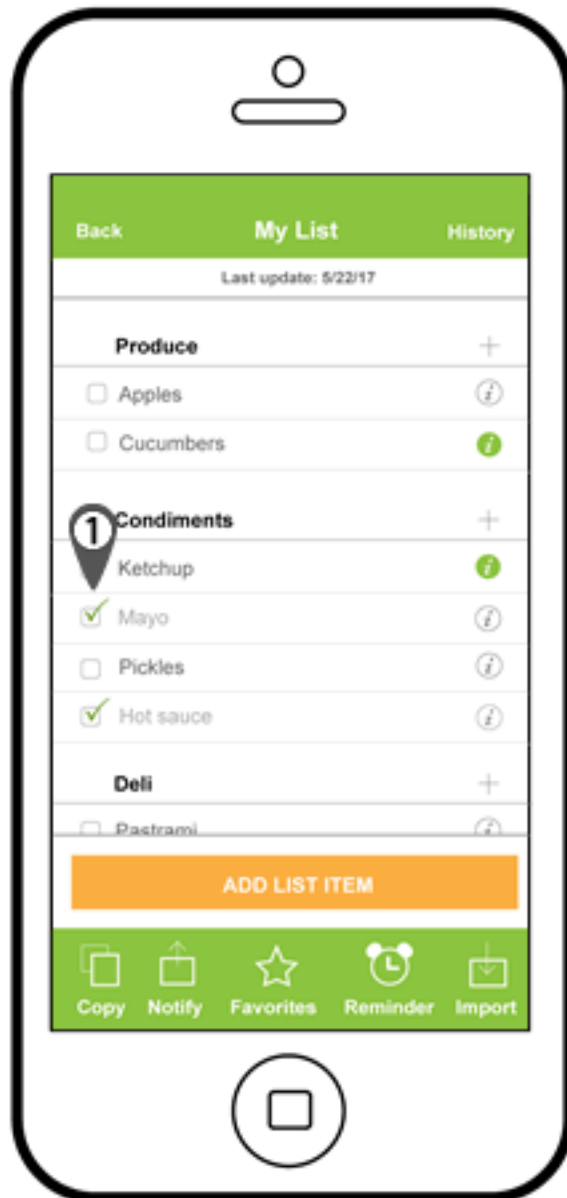 Back My List History
Last update: 5/22/17
Produce
Apples
Cucumbers
1
Condiments
Ketchup
Mayo
Pickles
Hot sauce
Deli
Pastrami
ADD LIST ITEM
Copy Notify Favorites Reminder Import